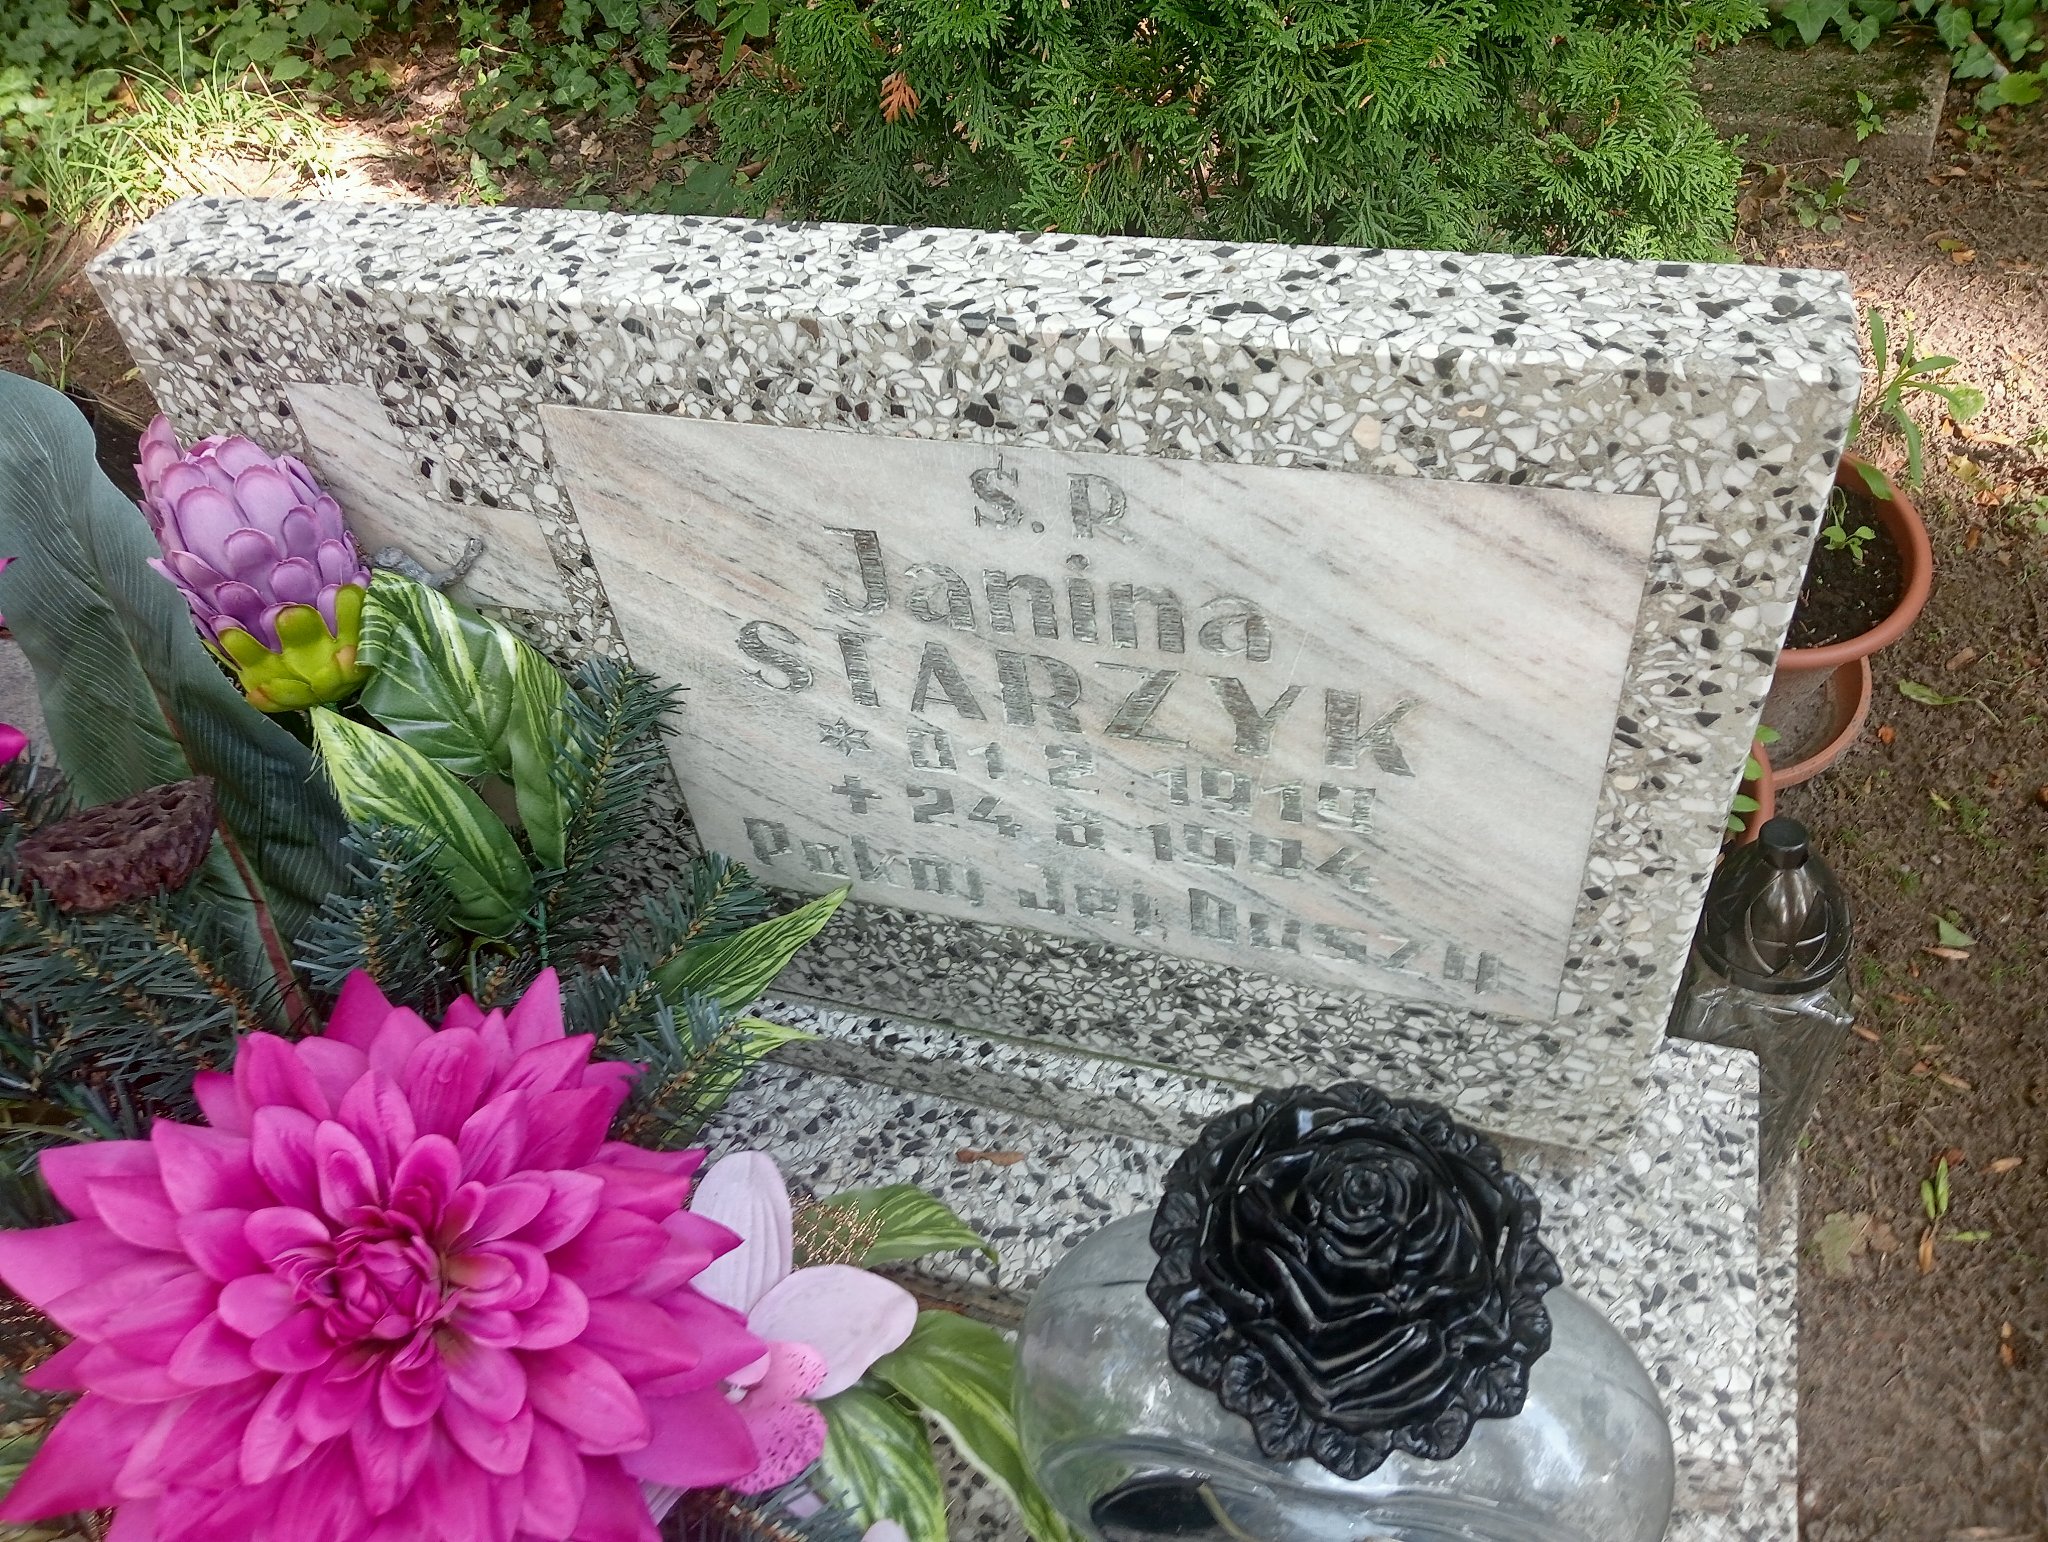 Ś. P.
Janina
STARZYK
* 01.2.1919
+ 24.8.1994
Pokój Jej Duszy